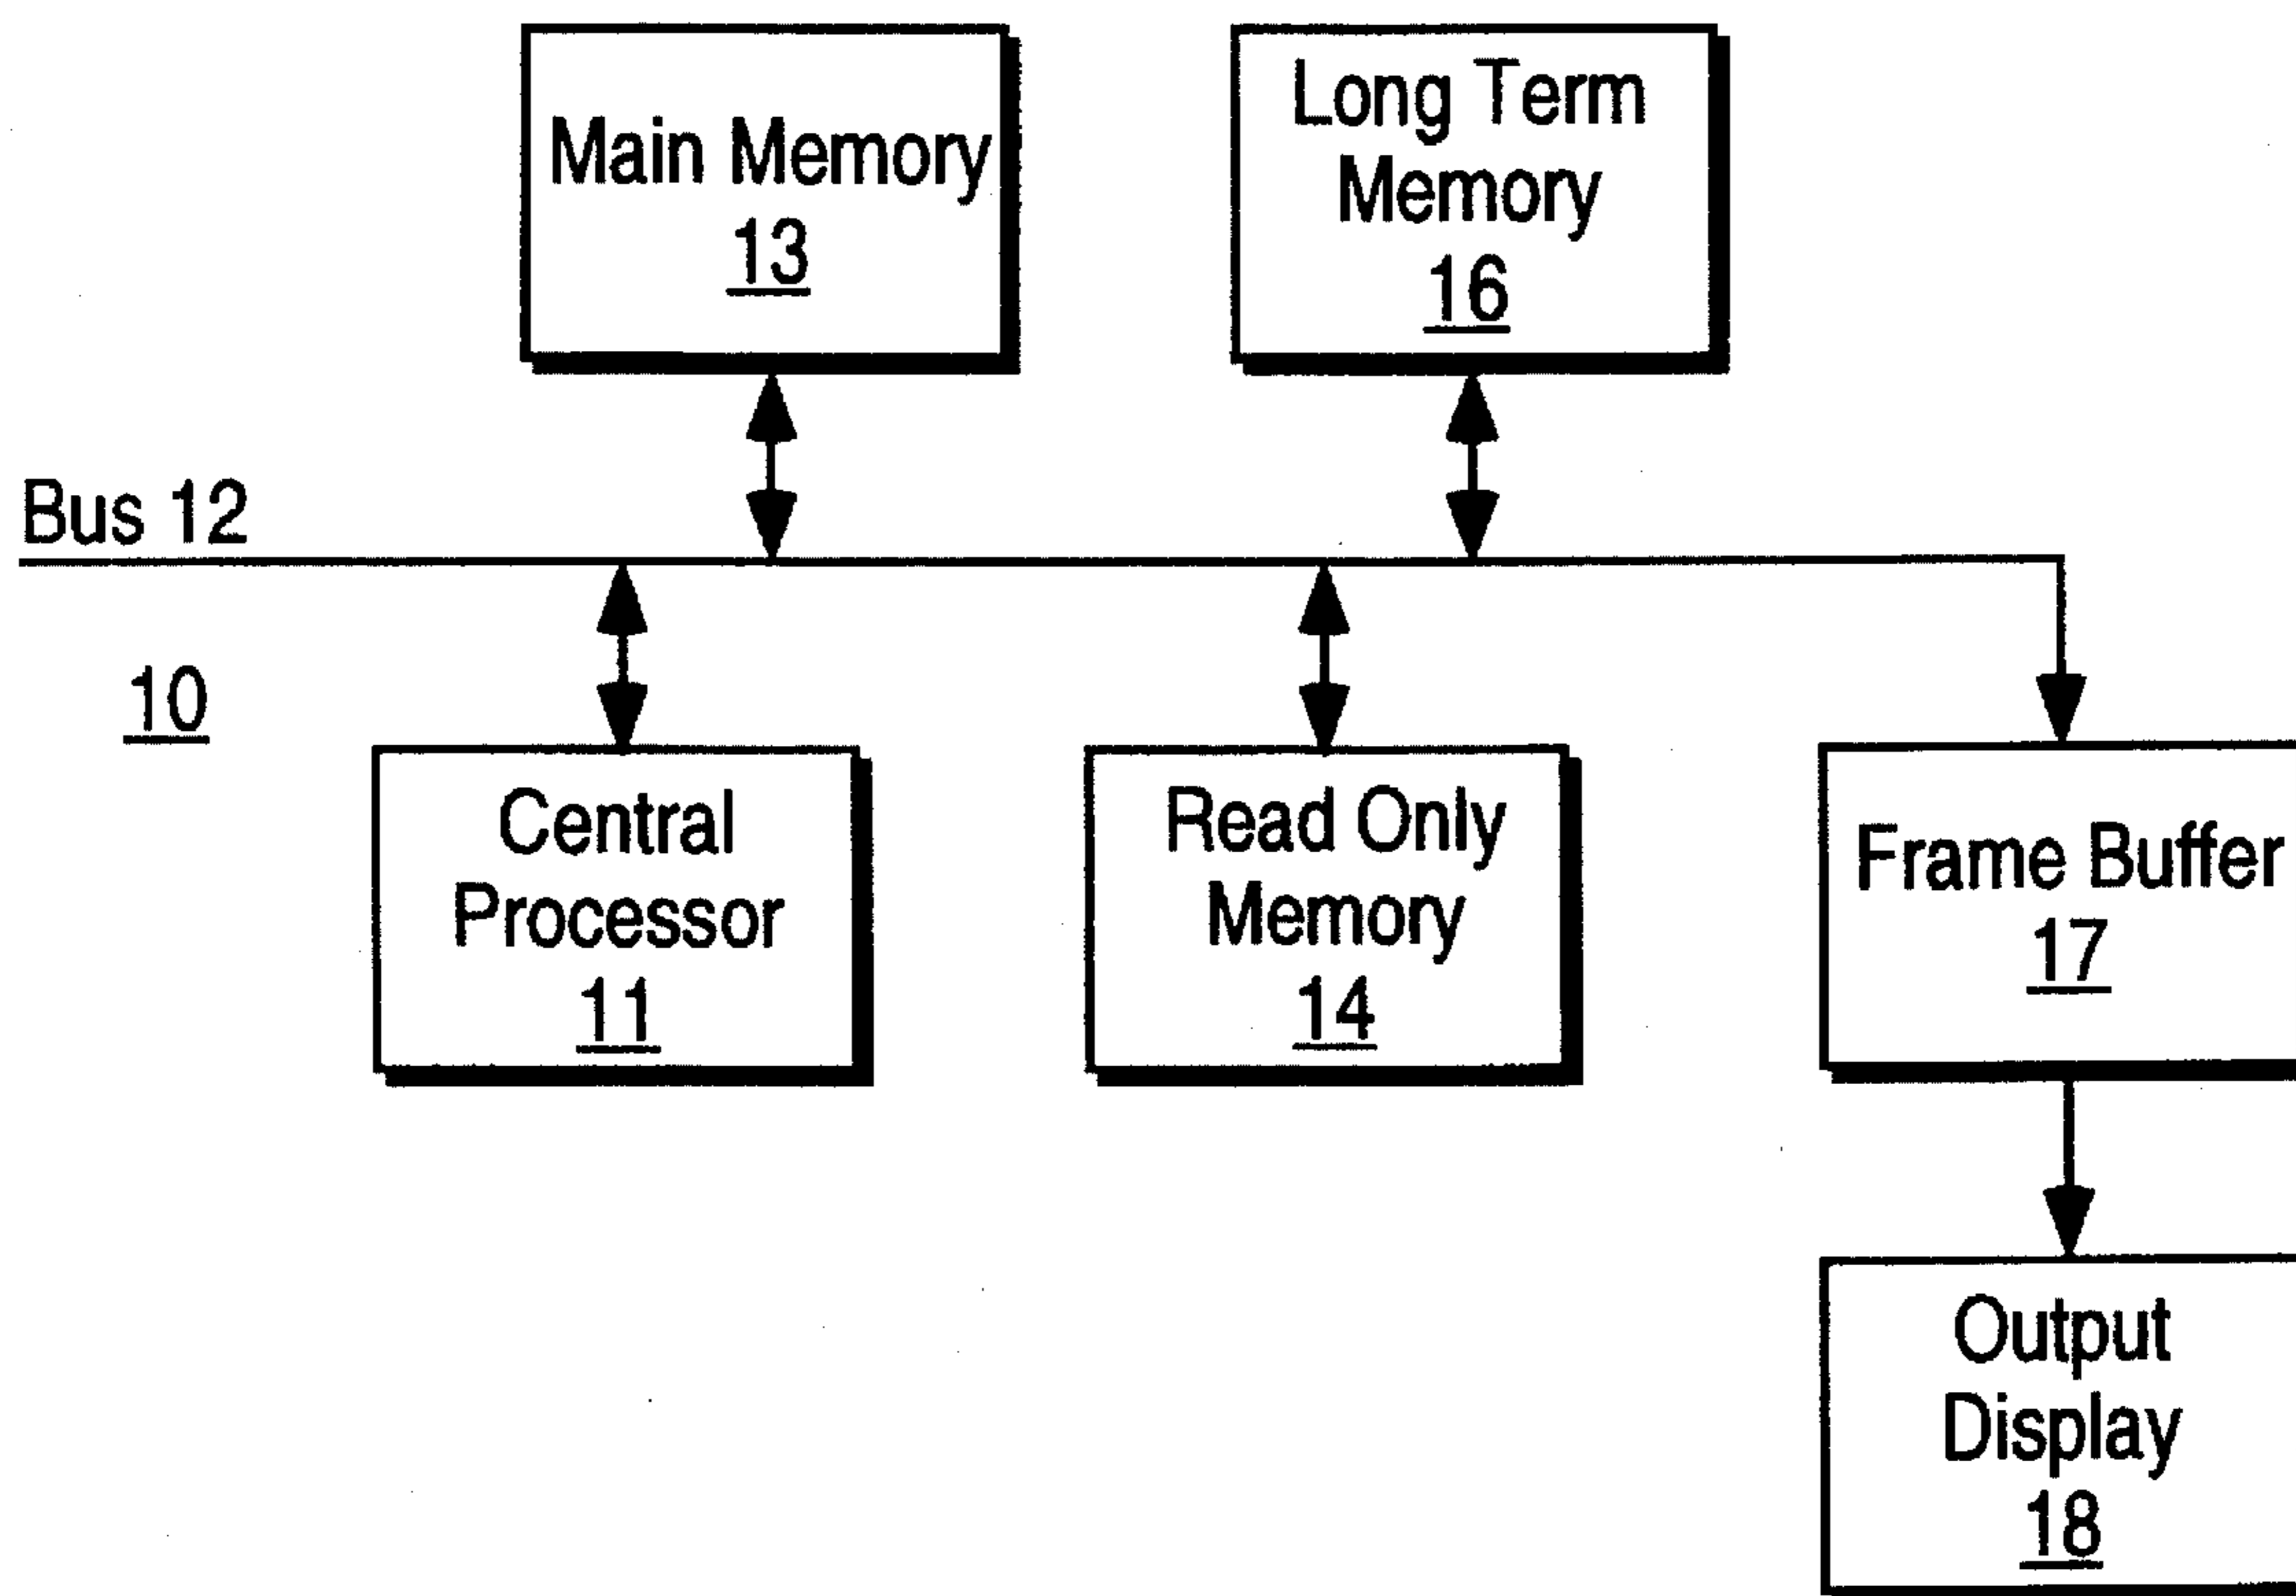 Main Memory
13
Long Term
Memory
16
Bus 12
10
Central
Processor
11
Read Only
Memory
14
Frame Buffer
17
Output
Display
18